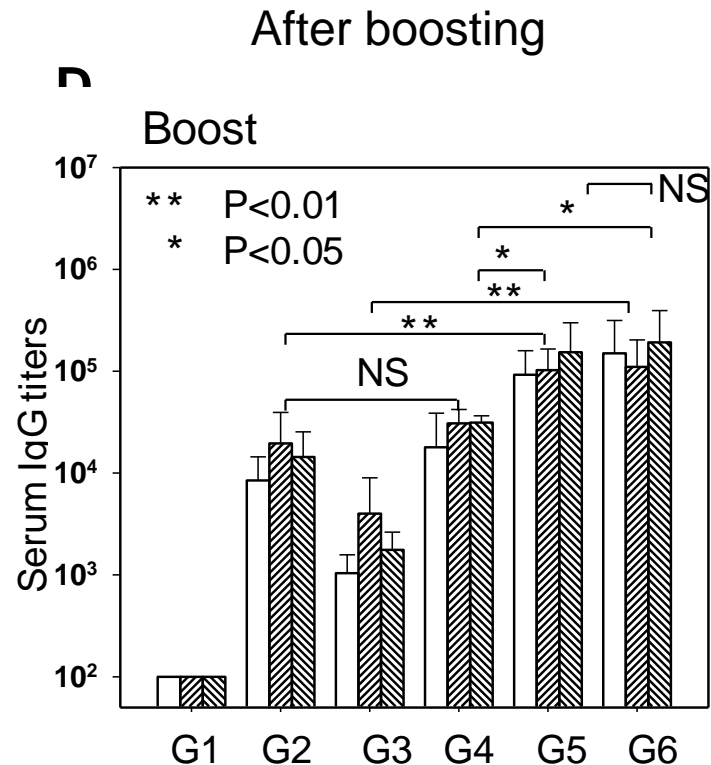 After boosting
D
Boost
10⁷
** P<0.01
NS
* P<0.05
*
10⁶
*
**
**
10⁵
NS
10⁴
10³
10²
Serum IgG titers
G1 G2 G3 G4 G5 G6